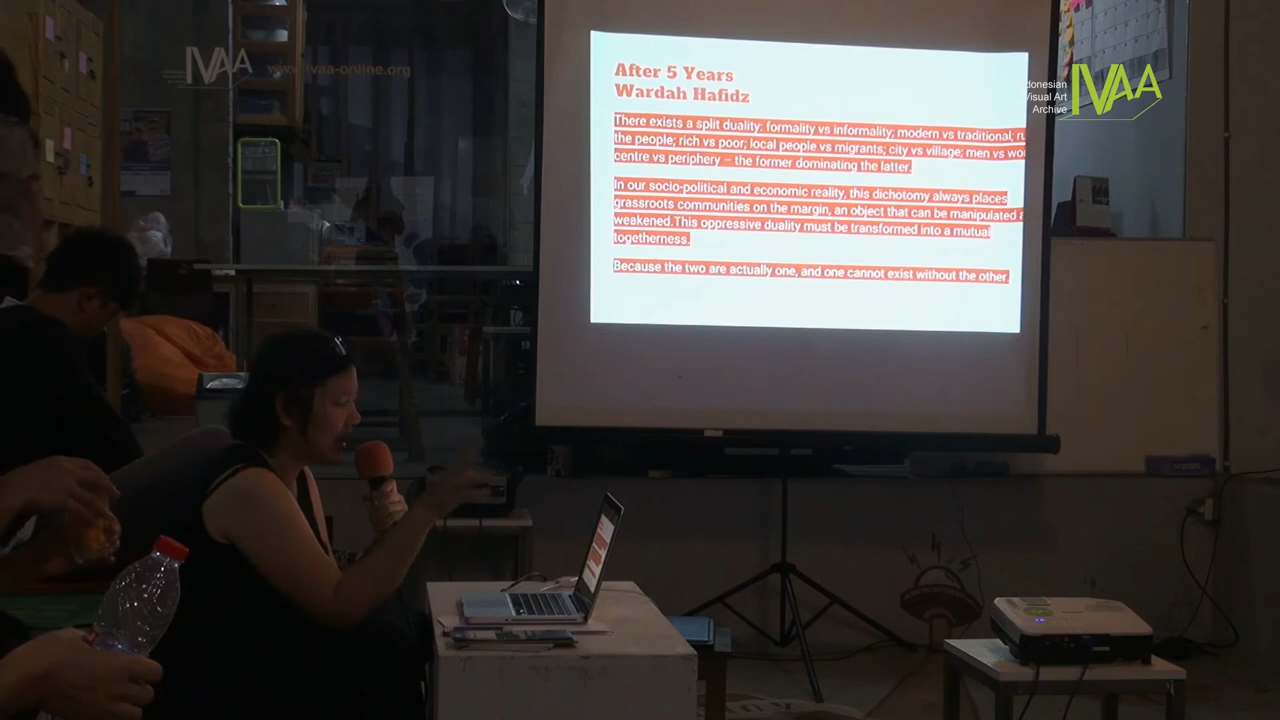 IVAA www.ivaa-online.org
After 5 Years
Wardah Hafidz
There exists a split duality: formality vs informality; modern vs traditional; ru
the people; rich vs poor; local people vs migrants; city vs village; men vs wo
centre vs periphery – the former dominating the latter.
In our socio-political and economic reality, this dichotomy always places
grassroots communities on the margin, an object that can be manipulated a
weakened.This oppressive duality must be transformed into a mutual
togetherness.
Because the two are actually one, and one cannot exist without the other.
donesian
Visual Art
Archive
IVAA